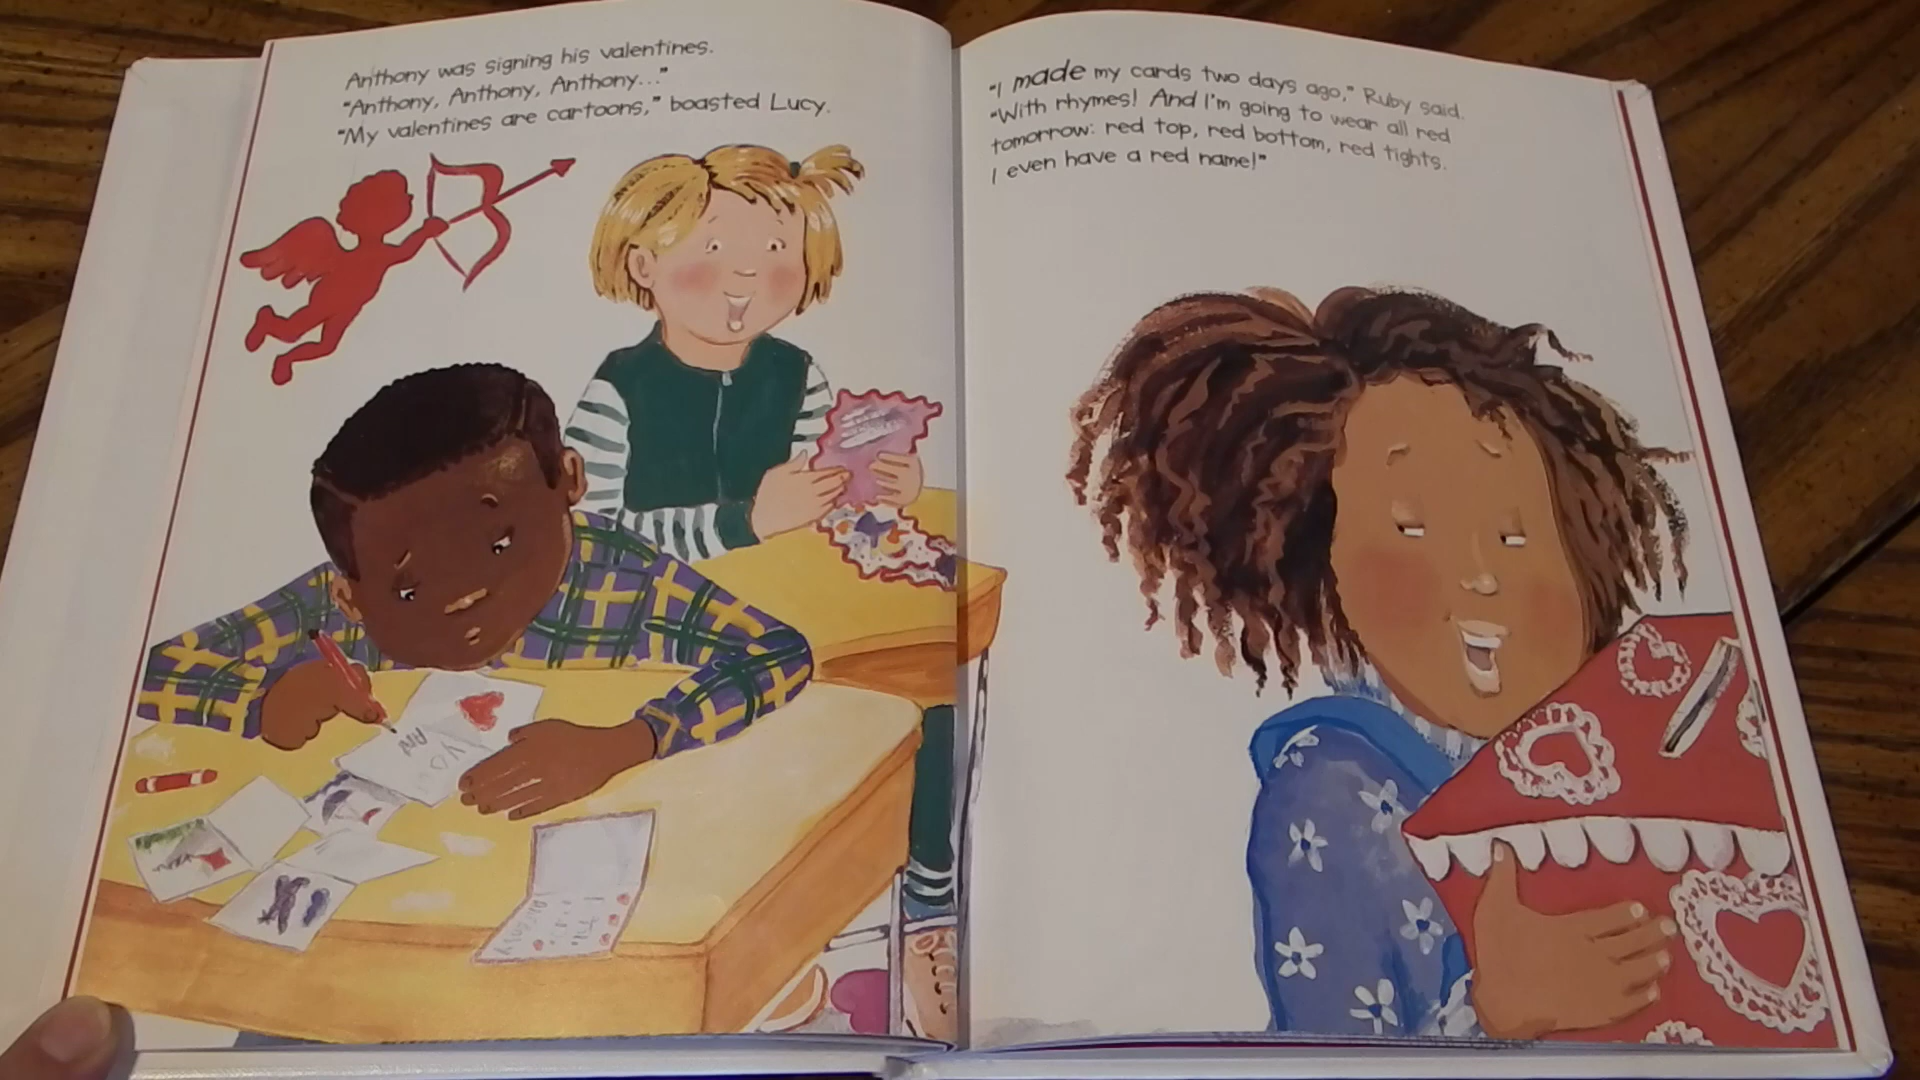 Anthony was signing his valentines.
"Anthony, Anthony, Anthony..."
"My valentines are cartoons," boasted Lucy.
"I made my cards two days ago," Ruby said.
"With rhymes! And I'm going to wear all red
tomorrow: red top, red bottom, red tights.
I even have a red name!"